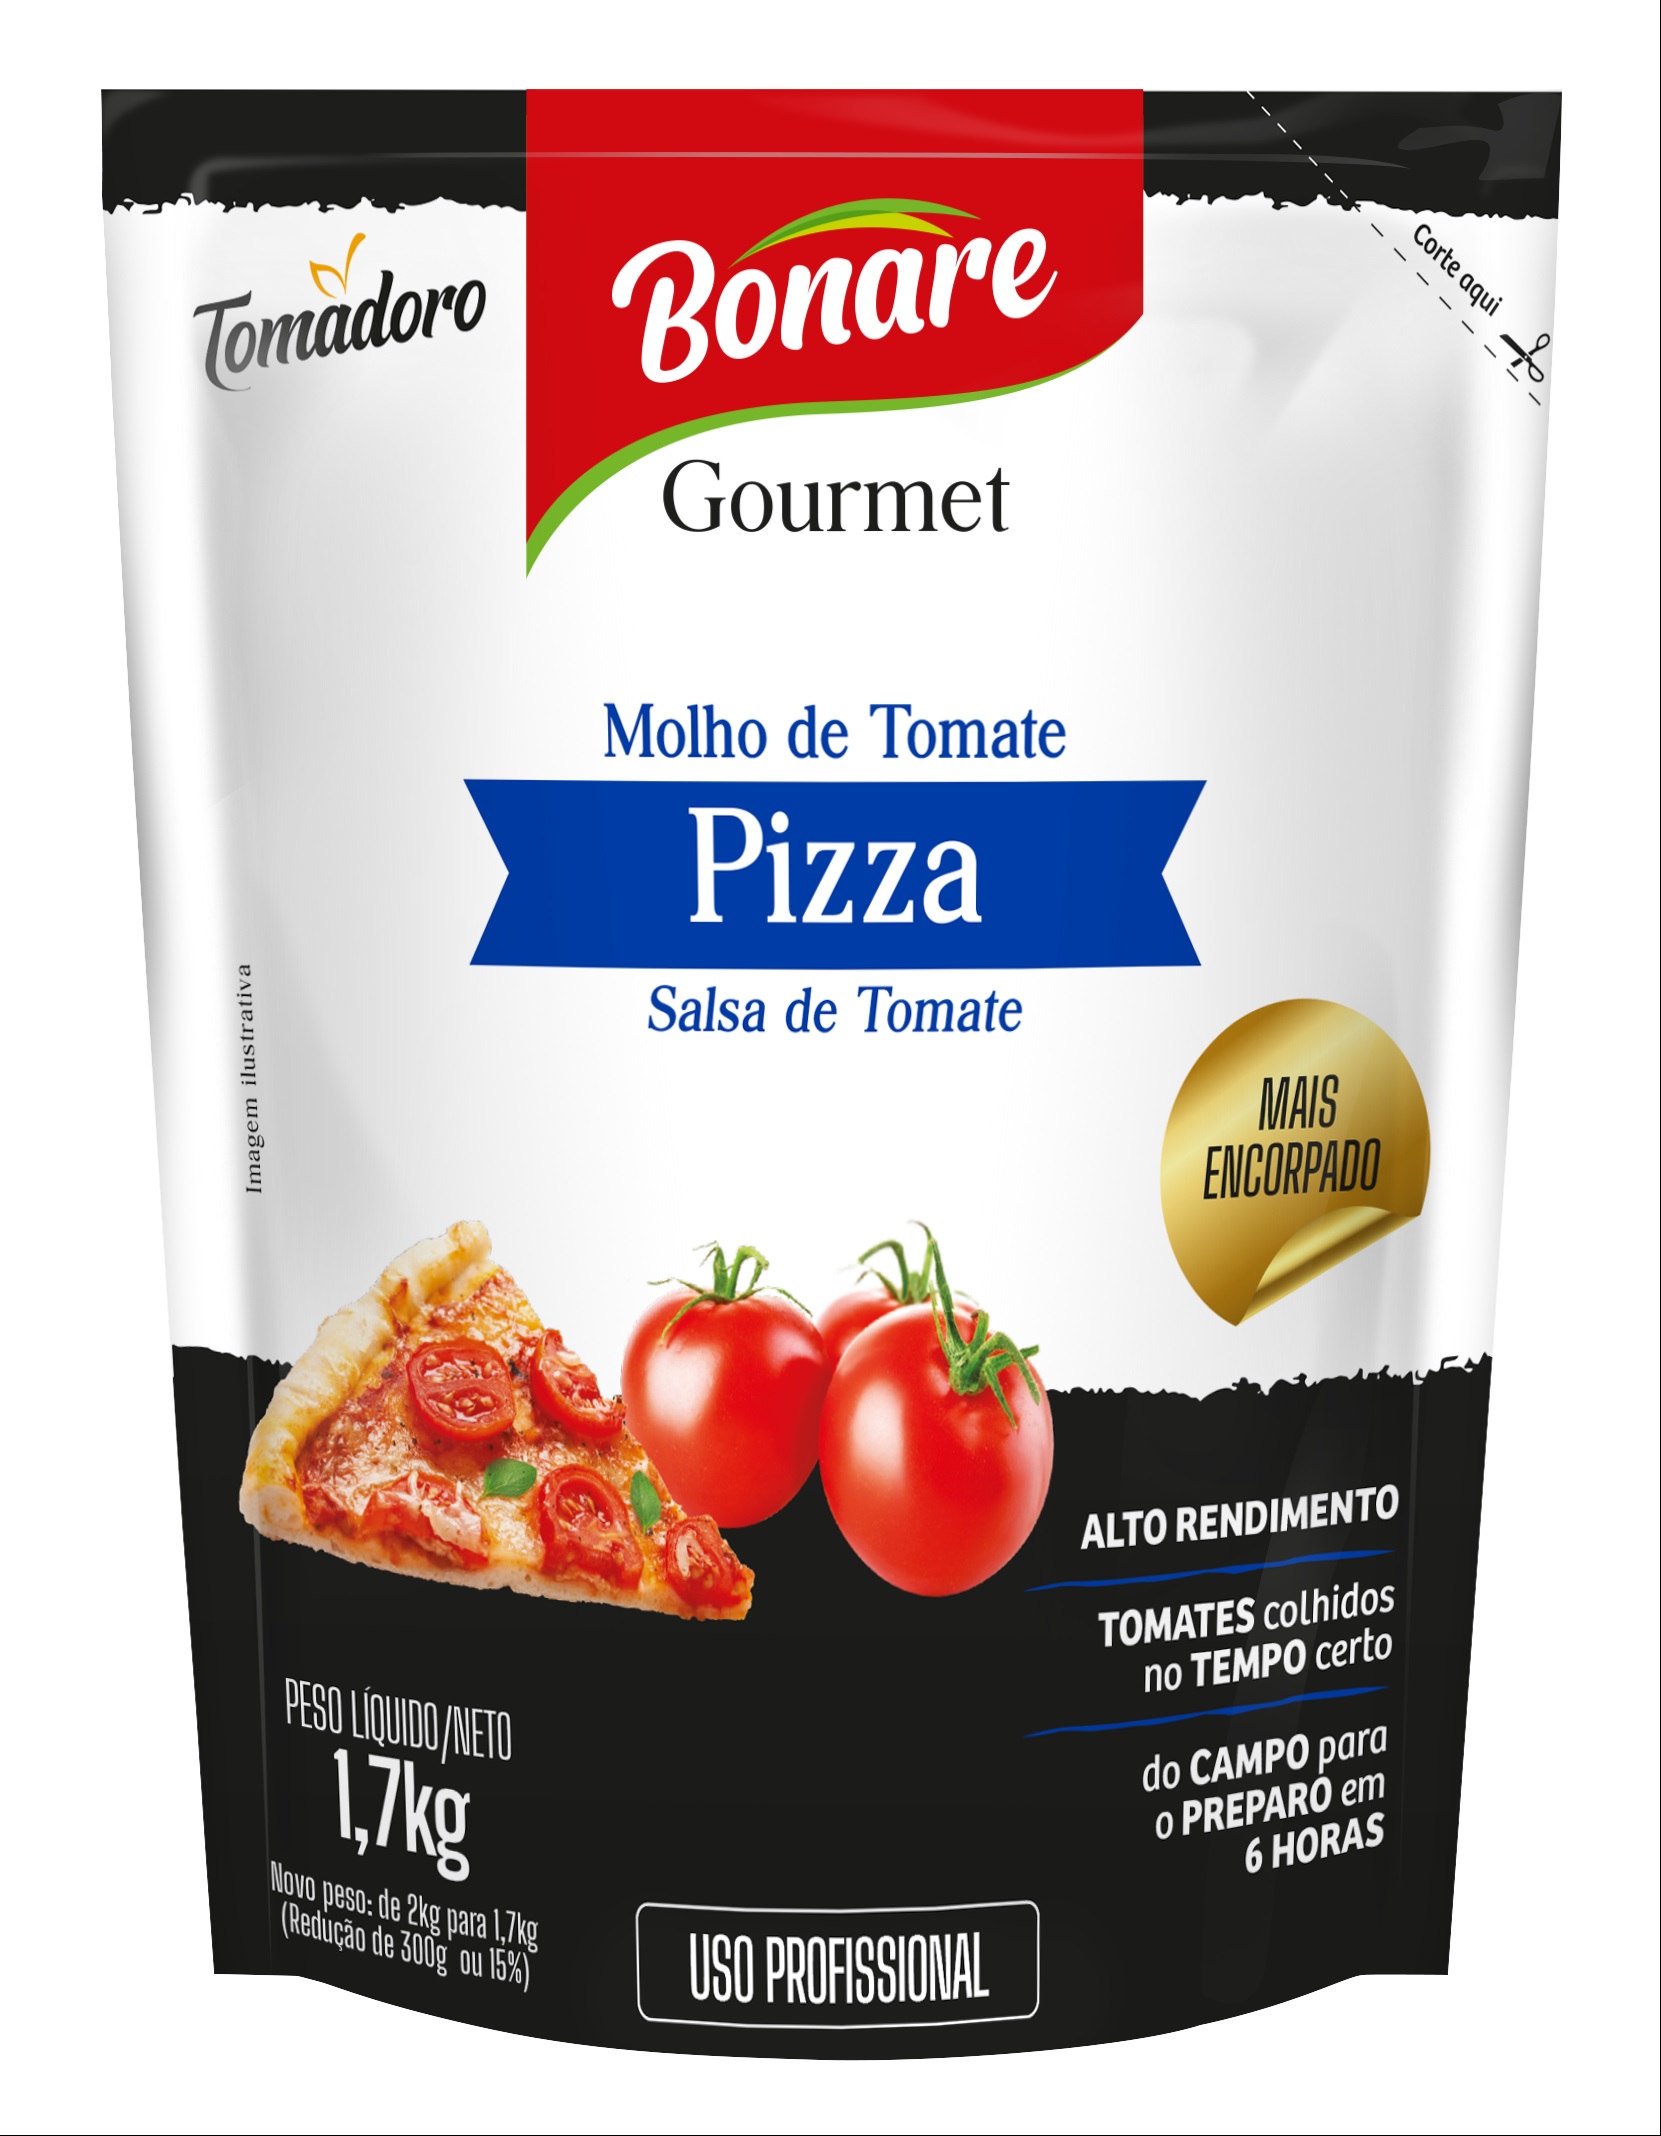 Tomadoro
Bonare
Corte aqui
Gourmet
Molho de Tomate
Pizza
Salsa de Tomate
Imagem ilustrativa
MAIS
ENCORPADO
ALTO RENDIMENTO
TOMATES colhidos
no TEMPO certo
do CAMPO para
o PREPARO em
6 HORAS
PESO LÍQUIDO/NETO
1,7kg
Novo peso: de 2kg para 1,7kg
(Redução de 300g ou 15%)
USO PROFISSIONAL